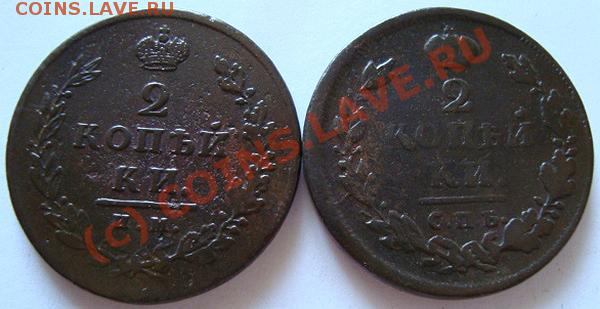 COINS.LAVE.RU
2
КОПѢЙ
КИ
2
КОПѢЙ
КИ
С.П.Б.
(c) COINS.LAVE.RU